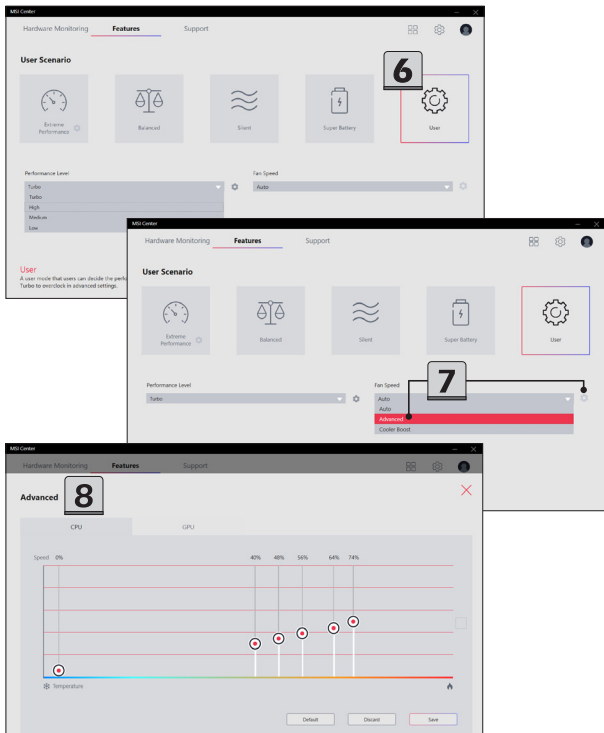 MSI Center
Hardware Monitoring Features Support
User Scenario
6
Extreme
Performance
Balanced
Silent
Super Battery
User
Performance Level
Fan Speed
Turbo
Auto
Turbo
High
Medium
Low
User
A user mode that users can decide the perfo
Turbo to overclock in advanced settings.
MSI Center
Hardware Monitoring Features Support
User Scenario
Extreme
Performance
Balanced
Silent
Super Battery
User
Performance Level
Fan Speed
7
Turbo
Auto
Auto
Advanced
Cooler Boost
MSI Center
Hardware Monitoring Features Support
Advanced
8
CPU
GPU
Speed 0% 40% 48% 56% 64% 74%
Temperature
Default
Discard
Save